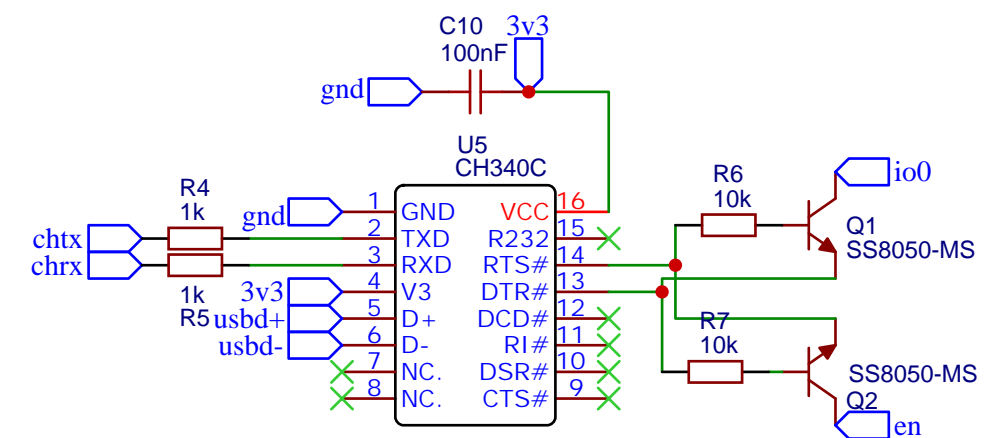 C10
3v3
100nF
gnd
U5
CH340C
R4
1k
gnd
chtx
chrx
1k
R5
3v3
usbd+
usbd-
1 GND
2 TXD
3 RXD
4 V3
5 D+
6 D-
7 NC.
8 NC.
VCC 16
R232 15
RTS# 14
DTR# 13
DCD# 12
RI# 11
DSR# 10
CTS# 9
R6
10k
io0
Q1
SS8050-MS
R7
10k
SS8050-MS
Q2
en